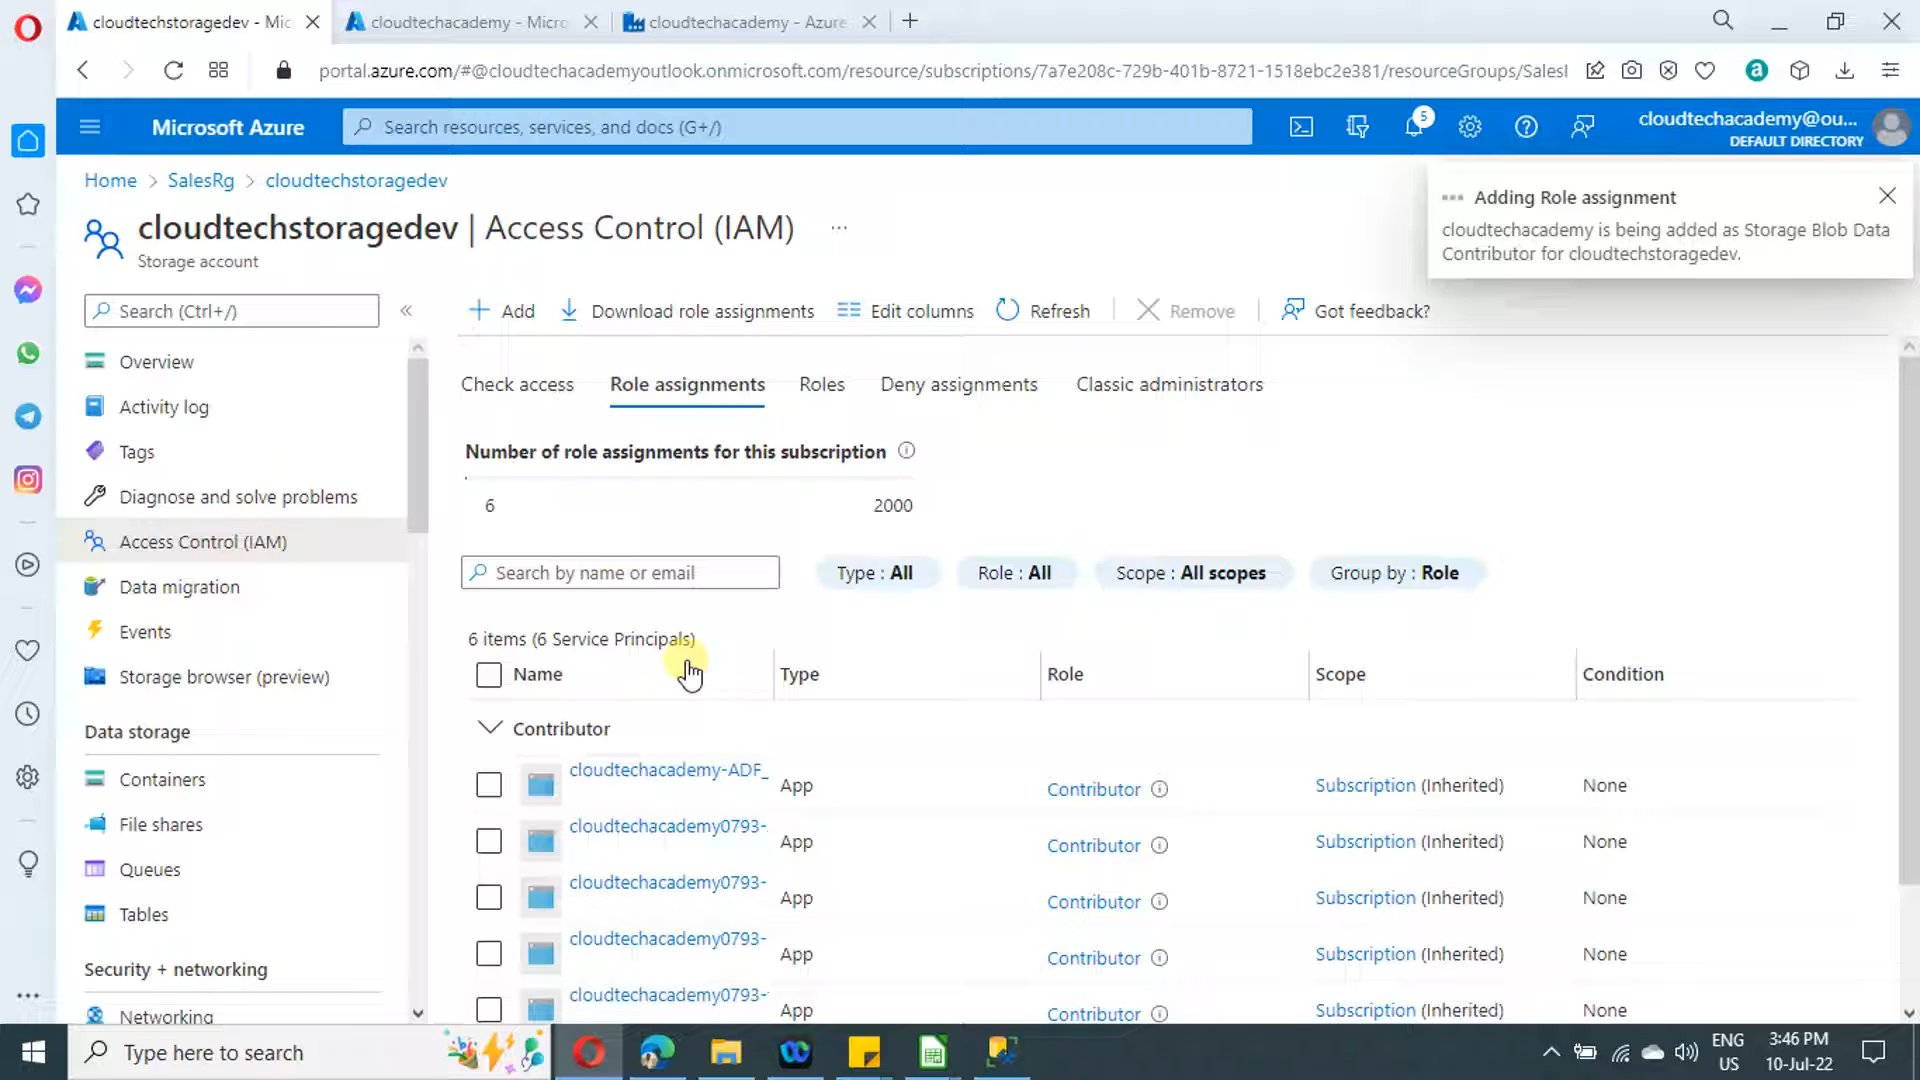 cloudtechstoragedev - Mic
cloudtechacademy - Micro
cloudtechacademy - Azure
portal.azure.com/#@cloudtechacademyoutlook.onmicrosoft.com/resource/subscriptions/7a7e208c-729b-401b-8721-1518ebc2e381/resourceGroups/Sales
a
Microsoft Azure
Search resources, services, and docs (G+/)
5
cloudtechacademy@ou...
DEFAULT DIRECTORY
Home > SalesRg > cloudtechstoragedev
cloudtechstoragedev | Access Control (IAM) ...
Storage account
Adding Role assignment
cloudtechacademy is being added as Storage Blob Data
Contributor for cloudtechstoragedev.
Search (Ctrl+/)
«
Overview
Activity log
Tags
Diagnose and solve problems
Access Control (IAM)
Data migration
Events
Storage browser (preview)
Data storage
Containers
File shares
Queues
Tables
Security + networking
Networking
Add
Download role assignments
Edit columns
Refresh
Remove
Got feedback?
Check access
Role assignments
Roles
Deny assignments
Classic administrators
Number of role assignments for this subscription
6
2000
Search by name or email
Type : All
Role : All
Scope : All scopes
Group by : Role
6 items (6 Service Principals)
Name Type Role Scope Condition
Contributor
cloudtechacademy-ADF_ App Contributor Subscription (Inherited) None
cloudtechacademy0793- App Contributor Subscription (Inherited) None
cloudtechacademy0793- App Contributor Subscription (Inherited) None
cloudtechacademy0793- App Contributor Subscription (Inherited) None
cloudtechacademy0793- App Contributor Subscription (Inherited) None
Type here to search
ENG
US
3:46 PM
10-Jul-22